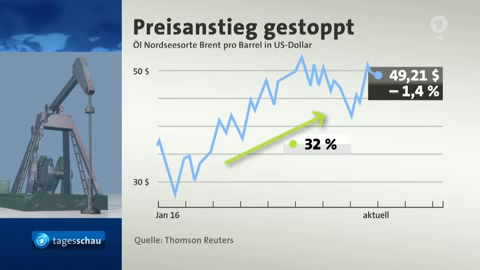 Preisanstieg gestoppt
Öl Nordseesorte Brent pro Barrel in US-Dollar
50 $
49,21 $
– 1,4 %
32 %
30 $
Jan 16
aktuell
tagesschau
Quelle: Thomson Reuters